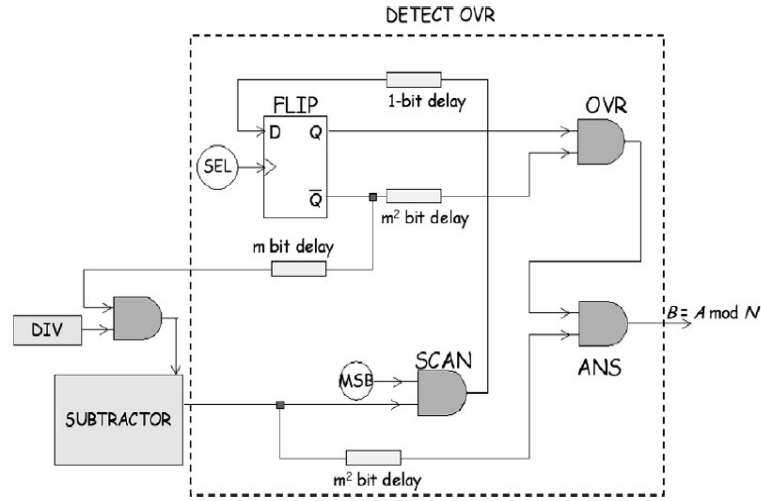 DETECT OVR
1-bit delay
FLIP
OVR
D Q
SEL
Q̅
m² bit delay
m bit delay
DIV
B = A mod N
SCAN
ANS
MSB
SUBTRACTOR
m² bit delay